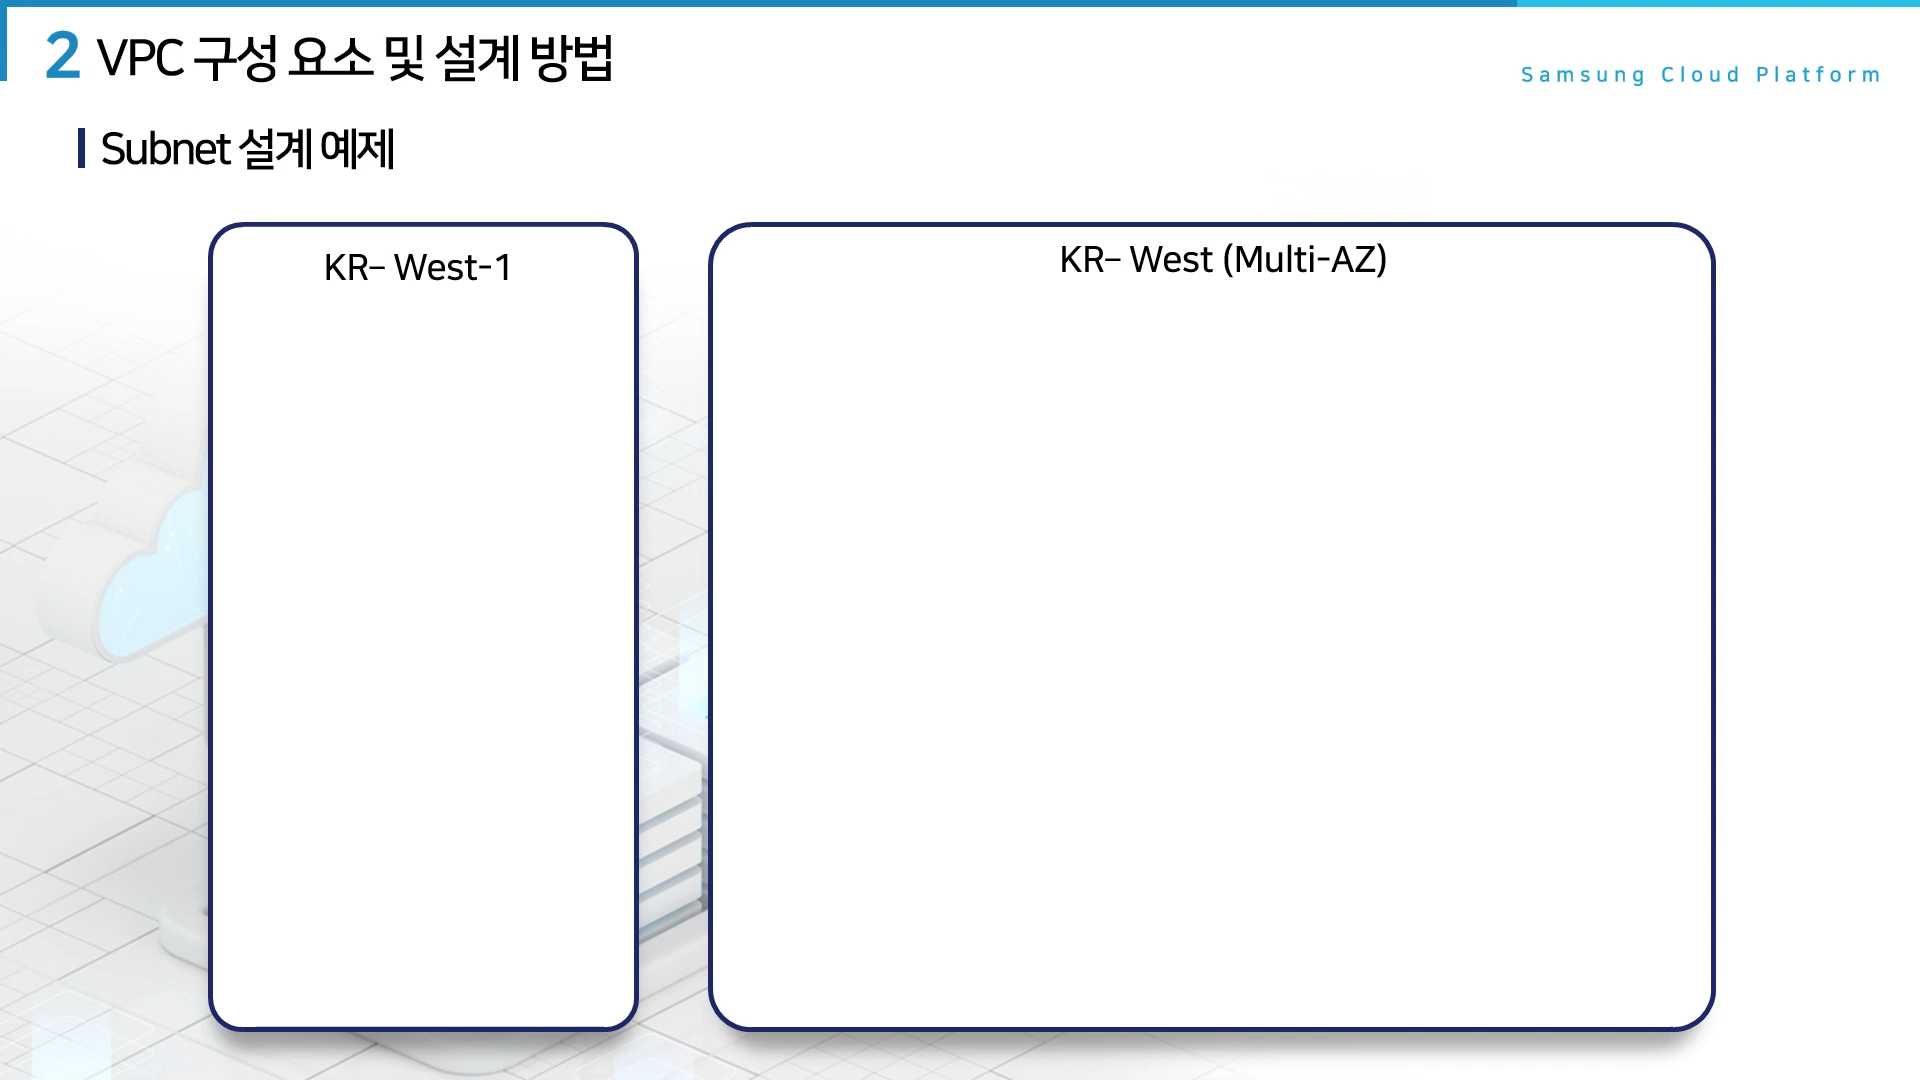 2 VPC 구성 요소 및 설계 방법
Samsung Cloud Platform
Subnet 설계 예제
KR– West-1
KR– West (Multi-AZ)